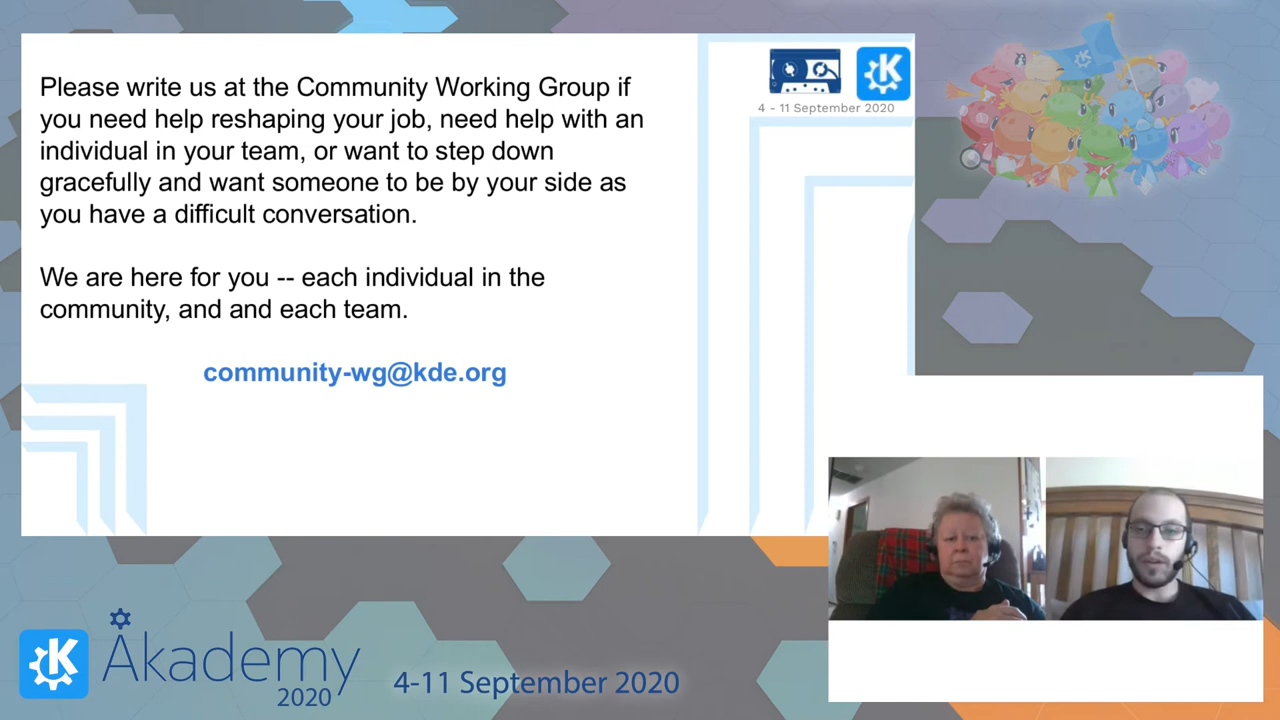 Please write us at the Community Working Group if
you need help reshaping your job, need help with an
individual in your team, or want to step down
gracefully and want someone to be by your side as
you have a difficult conversation.
We are here for you -- each individual in the
community, and and each team.
community-wg@kde.org
4 - 11 September 2020
Akademy
2020
4-11 September 2020